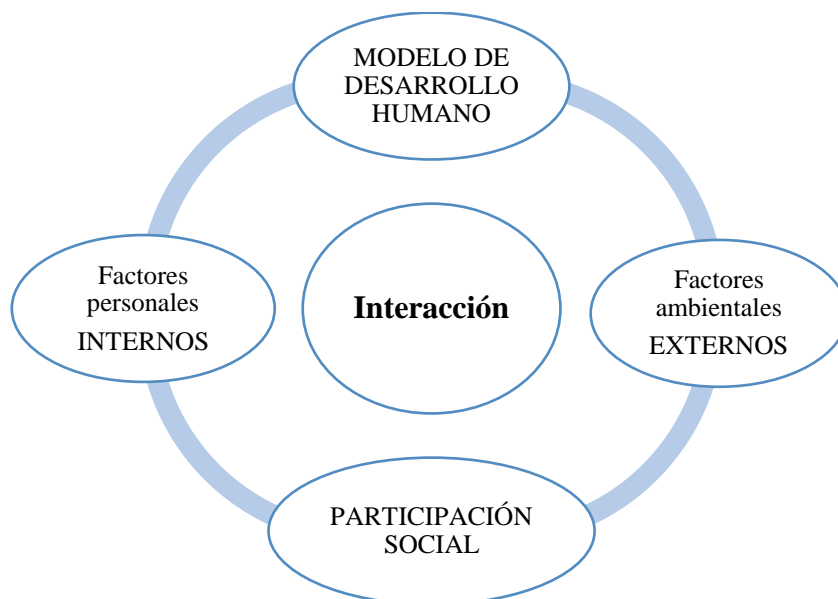 MODELO DE
DESARROLLO
HUMANO
Factores
personales
INTERNOS
Interacción
Factores
ambientales
EXTERNOS
PARTICIPACIÓN
SOCIAL